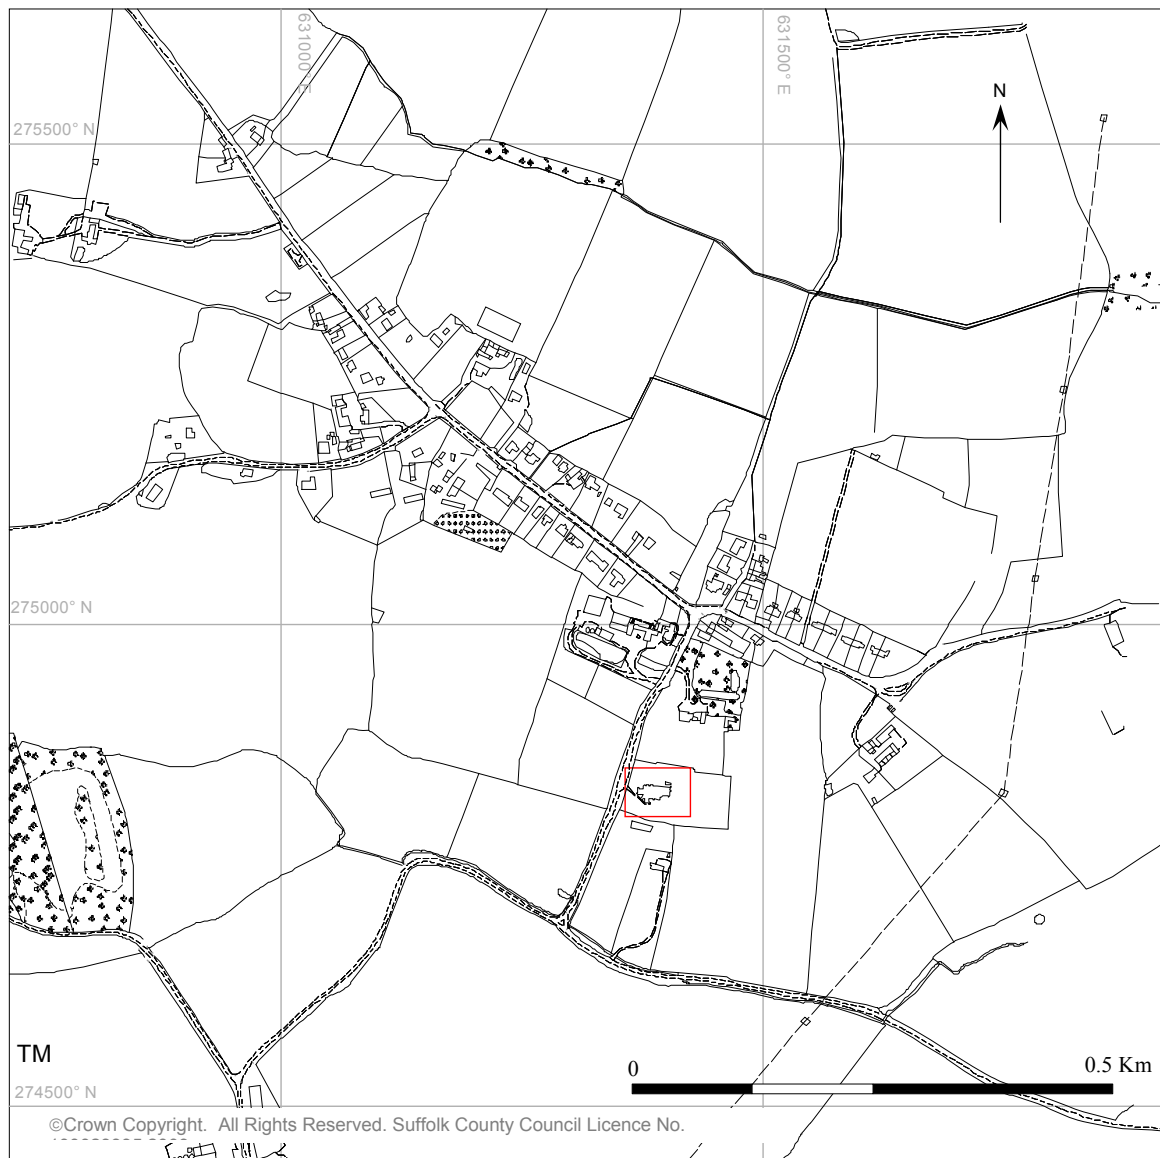 631000° E
631500° E
N
275500° N
275000° N
TM
0
0.5 Km
274500° N
©Crown Copyright. All Rights Reserved. Suffolk County Council Licence No.